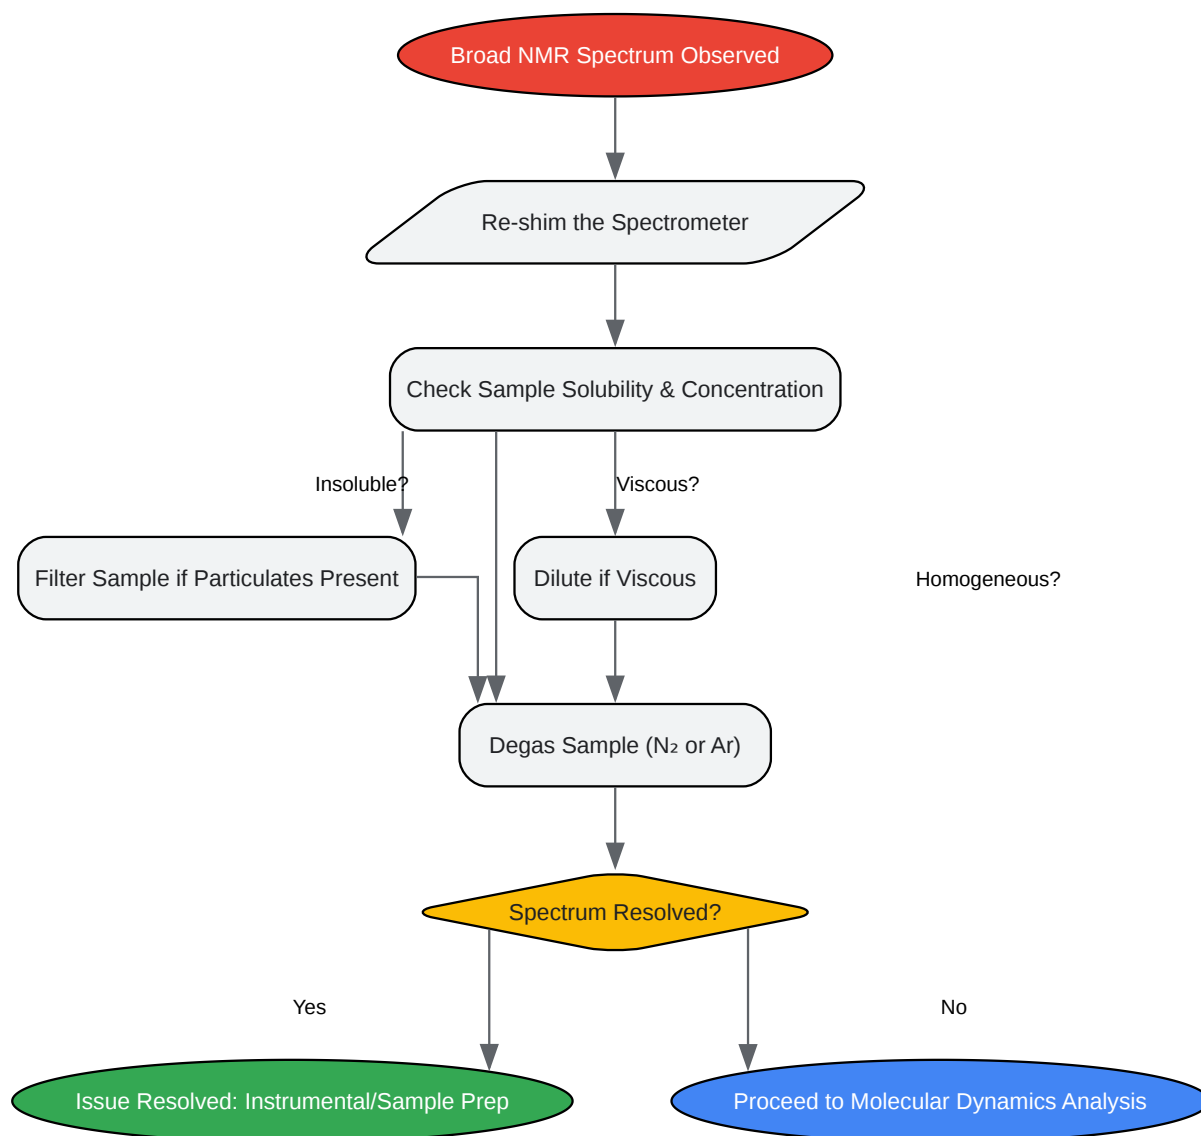 Broad NMR Spectrum Observed
Re-shim the Spectrometer
Check Sample Solubility & Concentration
Insoluble?
Viscous?
Filter Sample if Particulates Present
Dilute if Viscous
Homogeneous?
Degas Sample (N₂ or Ar)
Spectrum Resolved?
Yes
No
Issue Resolved: Instrumental/Sample Prep
Proceed to Molecular Dynamics Analysis